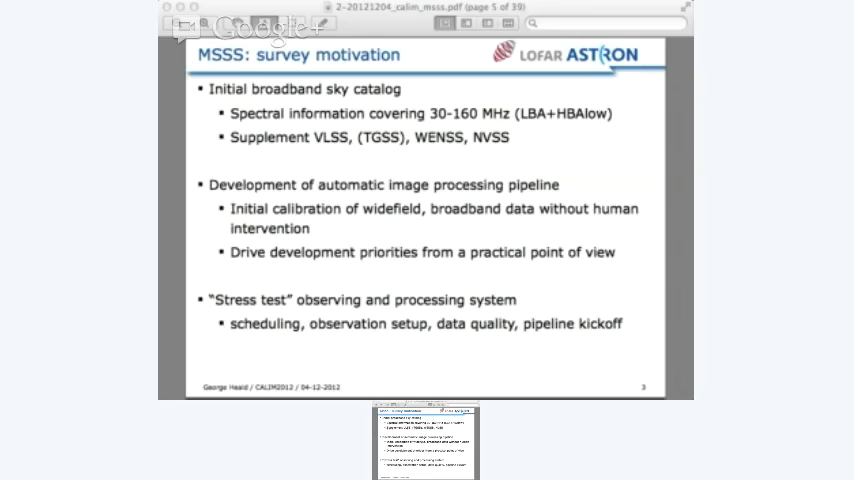 2-20121204_calim_msss.pdf (page 5 of 39)
Google+
MSSS: survey motivation
LOFAR ASTRON
▪ Initial broadband sky catalog
▪ Spectral information covering 30-160 MHz (LBA+HBAlow)
▪ Supplement VLSS, (TGSS), WENSS, NVSS
▪ Development of automatic image processing pipeline
▪ Initial calibration of widefield, broadband data without human
intervention
▪ Drive development priorities from a practical point of view
▪ “Stress test” observing and processing system
▪ scheduling, observation setup, data quality, pipeline kickoff
George Heald / CALIM2012 / 04-12-2012
3